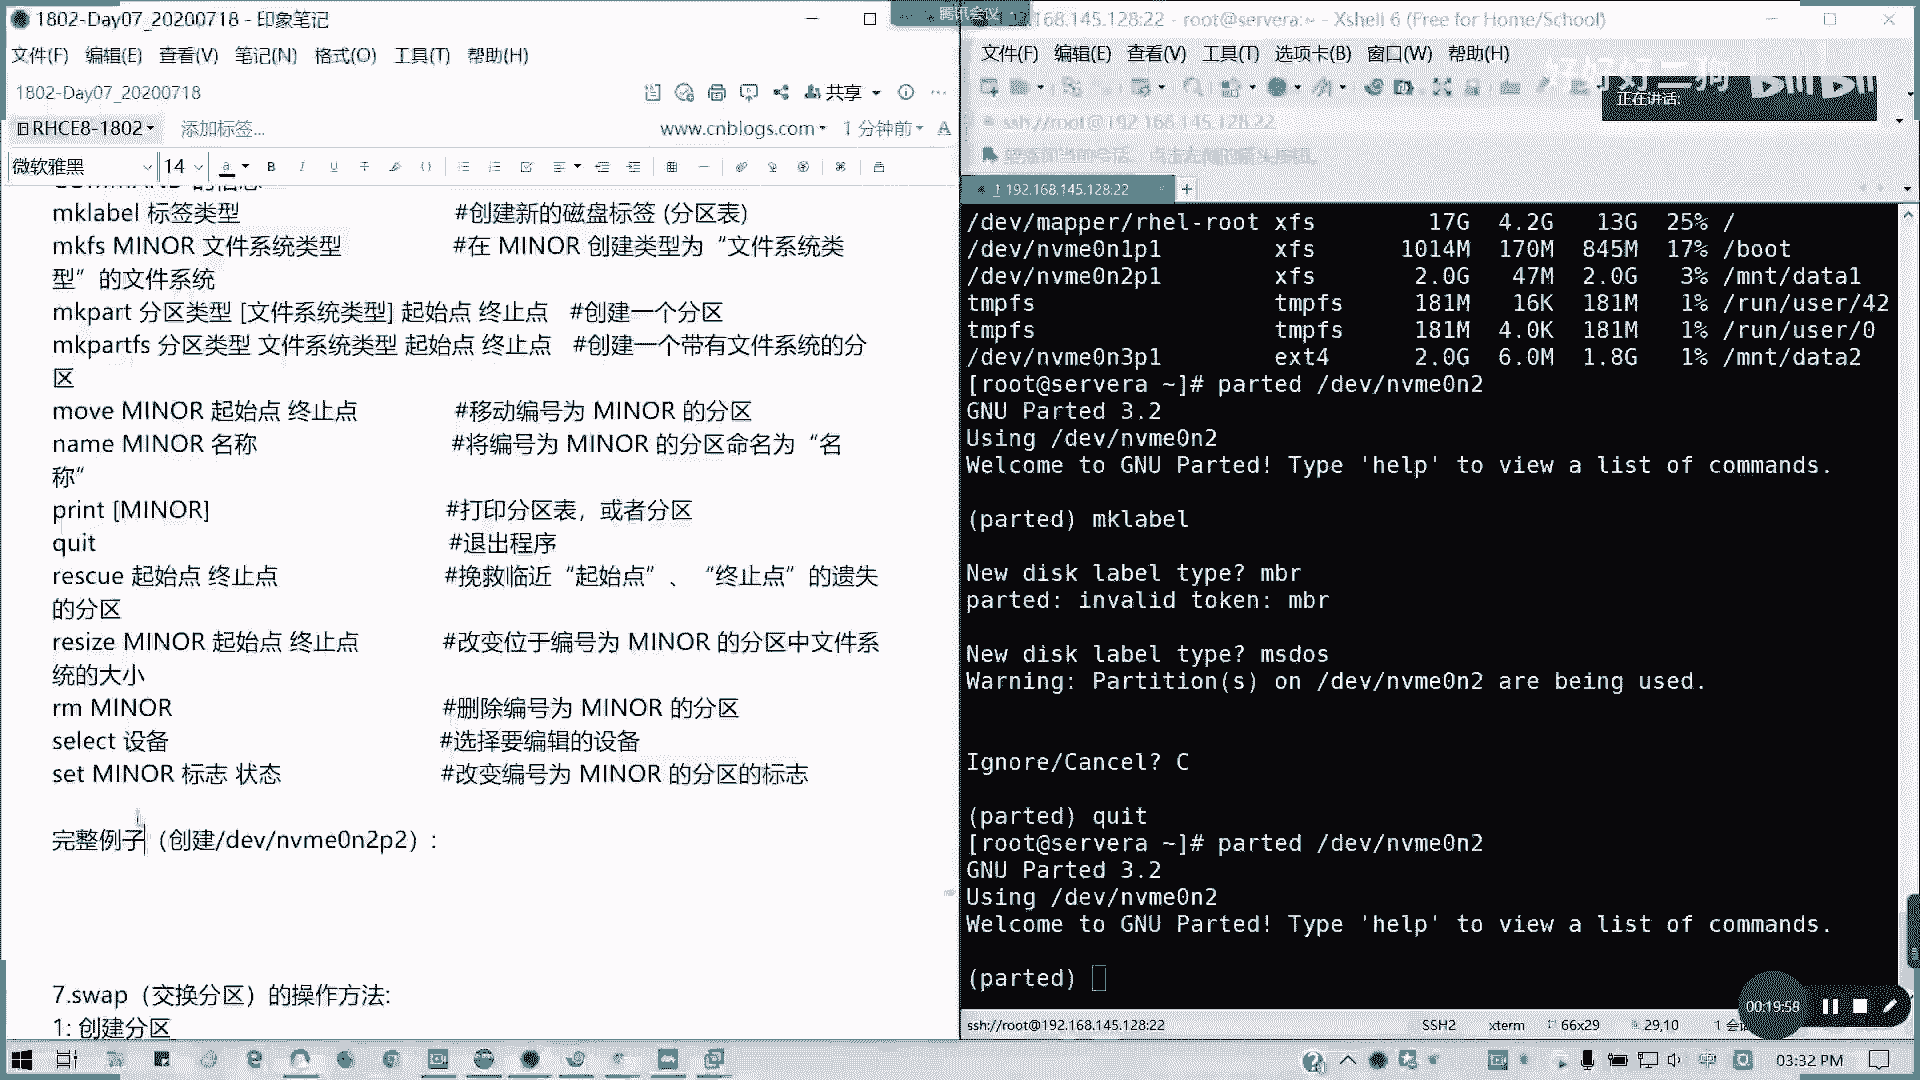 1802-Day07_20200718 - 印象笔记
文件(F) 编辑(E) 查看(V) 笔记(N) 格式(O) 工具(T) 帮助(H)
1802-Day07_20200718
共享
RHCE8-1802
添加标签...
www.cnblogs.com
1 分钟前
微软雅黑
14
mklabel 标签类型 #创建新的磁盘标签 (分区表)
mkfs MINOR 文件系统类型 #在 MINOR 创建类型为“文件系统类
型”的文件系统
mkpart 分区类型 [文件系统类型] 起始点 终止点 #创建一个分区
mkpartfs 分区类型 文件系统类型 起始点 终止点 #创建一个带有文件系统的分
区
move MINOR 起始点 终止点 #移动编号为 MINOR 的分区
name MINOR 名称 #将编号为 MINOR 的分区命名为“名
称“
print [MINOR] #打印分区表，或者分区
quit #退出程序
rescue 起始点 终止点 #挽救临近“起始点”、“终止点”的遗失
的分区
resize MINOR 起始点 终止点 #改变位于编号为 MINOR 的分区中文件系
统的大小
rm MINOR #删除编号为 MINOR 的分区
select 设备 #选择要编辑的设备
set MINOR 标志 状态 #改变编号为 MINOR 的分区的标志
完整例子（创建/dev/nvme0n2p2）:
7.swap（交换分区）的操作方法:
1: 创建分区
腾讯会议
.168.145.128:22 - root@servera:~ - Xshell 6 (Free for Home/School)
文件(F) 编辑(E) 查看(V) 工具(T) 选项卡(B) 窗口(W) 帮助(H)
正在讲话:
ssh://root@192.168.145.128:22
1 192.168.145.128:22
/dev/mapper/rhel-root xfs 17G 4.2G 13G 25% /
/dev/nvme0n1p1 xfs 1014M 170M 845M 17% /boot
/dev/nvme0n2p1 xfs 2.0G 47M 2.0G 3% /mnt/data1
tmpfs tmpfs 181M 16K 181M 1% /run/user/42
tmpfs tmpfs 181M 4.0K 181M 1% /run/user/0
/dev/nvme0n3p1 ext4 2.0G 6.0M 1.8G 1% /mnt/data2
[root@servera ~]# parted /dev/nvme0n2
GNU Parted 3.2
Using /dev/nvme0n2
Welcome to GNU Parted! Type 'help' to view a list of commands.
(parted) mklabel
New disk label type? mbr
parted: invalid token: mbr
New disk label type? msdos
Warning: Partition(s) on /dev/nvme0n2 are being used.
Ignore/Cancel? C
(parted) quit
[root@servera ~]# parted /dev/nvme0n2
GNU Parted 3.2
Using /dev/nvme0n2
Welcome to GNU Parted! Type 'help' to view a list of commands.
(parted)
00:19:58
ssh://root@192.168.145.128:22 SSH2 xterm 66x29 29,10
03:32 PM